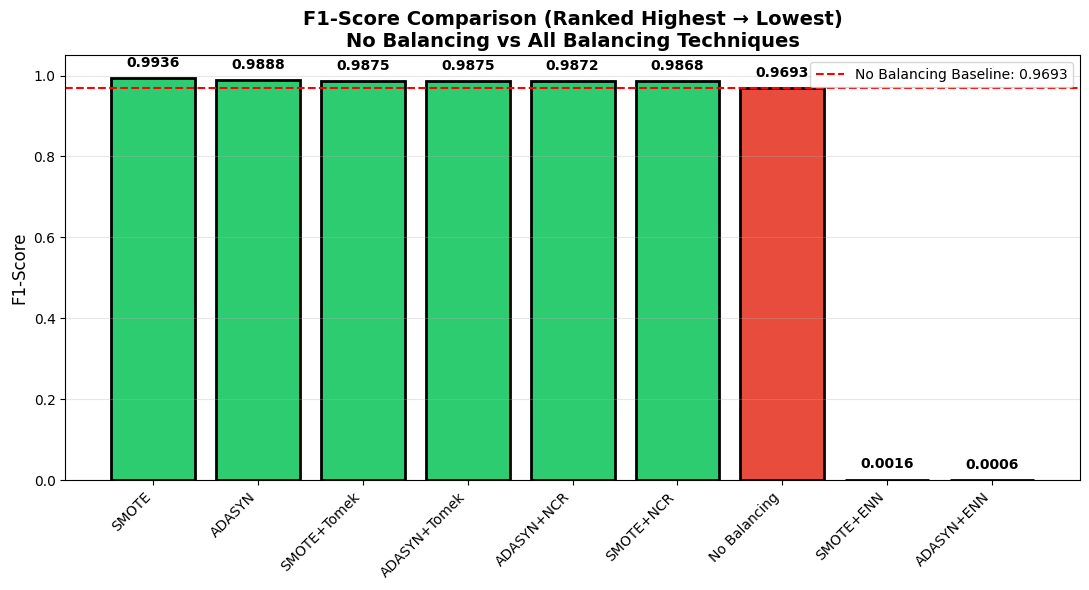 F1-Score Comparison (Ranked Highest → Lowest)
No Balancing vs All Balancing Techniques
0.9936
0.9888
0.9875
0.9875
0.9872
0.9868
0.9693
0.0016
0.0006
No Balancing Baseline: 0.9693
F1-Score
1.0
0.8
0.6
0.4
0.2
0.0
SMOTE
ADASYN
SMOTE+Tomek
ADASYN+Tomek
ADASYN+NCR
SMOTE+NCR
No Balancing
SMOTE+ENN
ADASYN+ENN